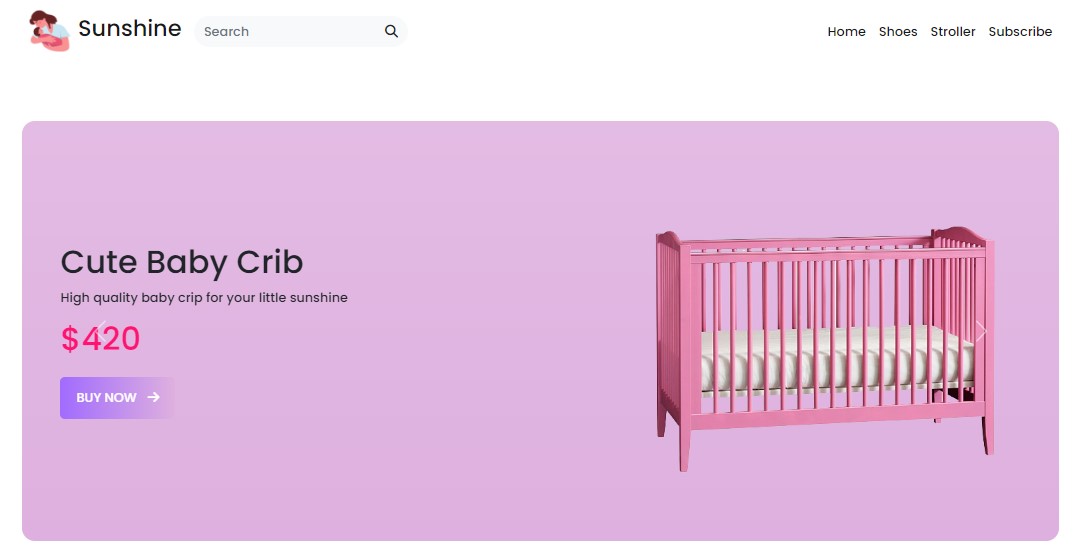 Sunshine
Search
Home Shoes Stroller Subscribe
Cute Baby Crib
High quality baby crip for your little sunshine
$420
BUY NOW →